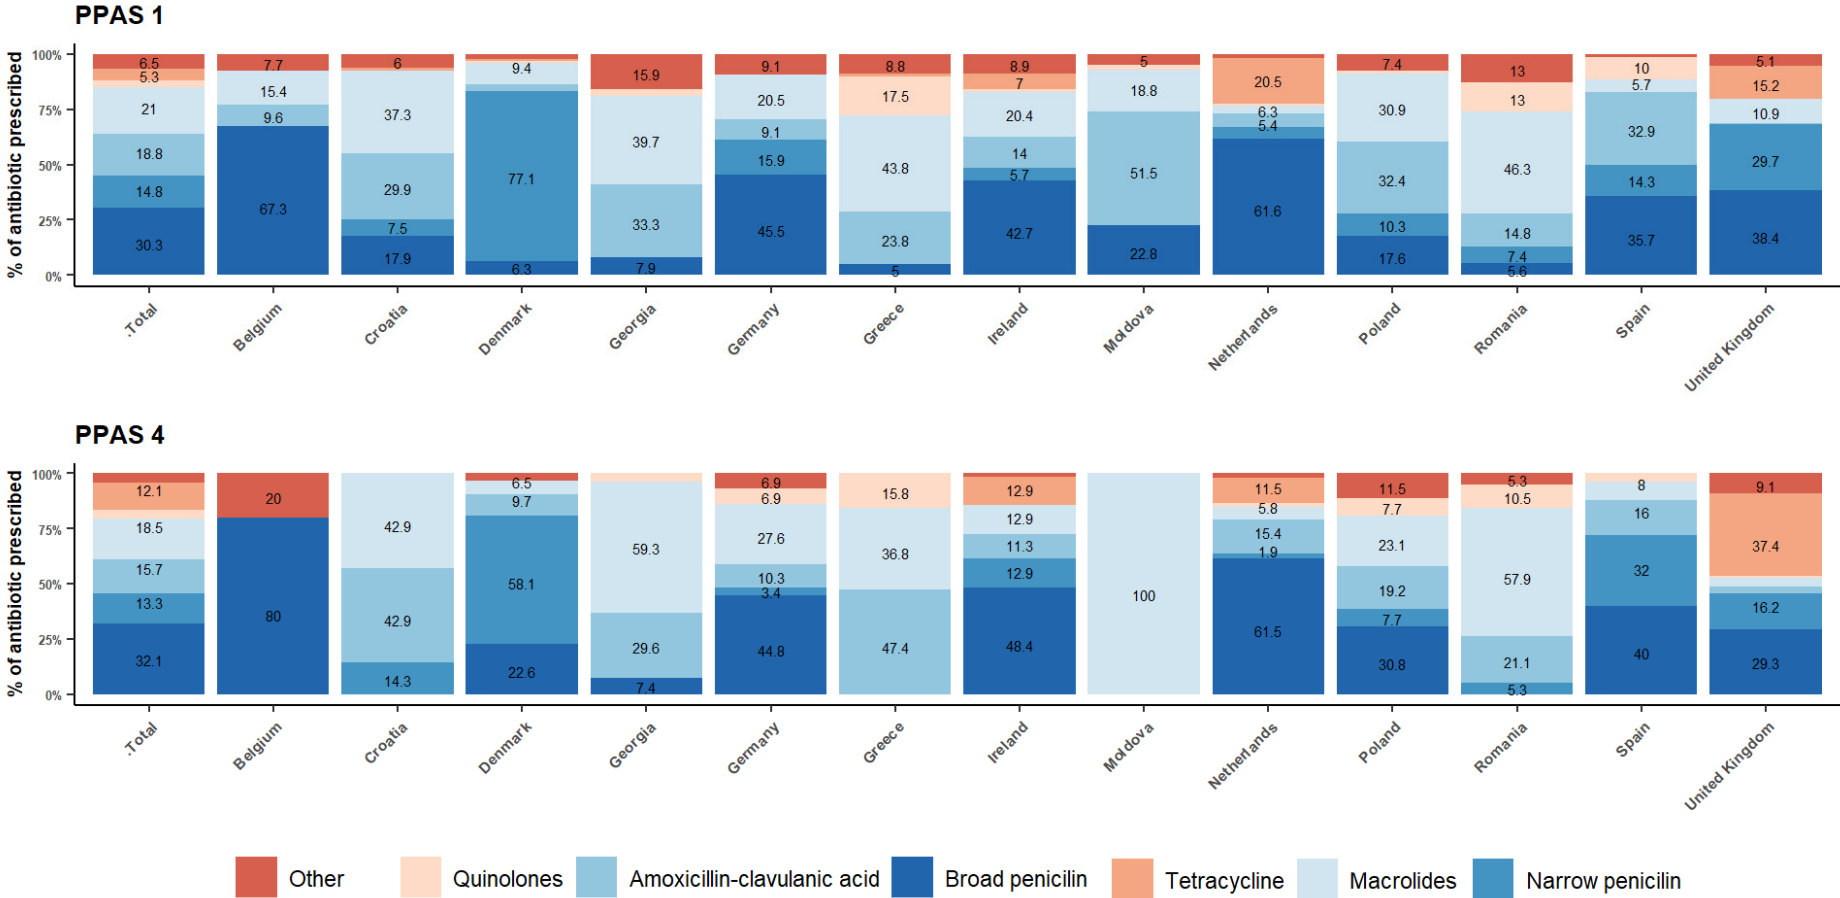 PPAS 1
% of antibiotic prescribed
100%
75%
50%
25%
0%
6.5 5.3 21 18.8 14.8 30.3
7.7 15.4 9.6 67.3
6 37.3 29.9 7.5 17.9
9.4 77.1 6.3
15.9 39.7 33.3 7.9
9.1 20.5 9.1 15.9 45.5
8.8 17.5 43.8 23.8 5
8.9 7 20.4 14 5.7 42.7
5 18.8 51.5 22.8
20.5 6.3 5.4 61.6
7.4 30.9 32.4 10.3 17.6
13 13 46.3 14.8 7.4 5.6
10 5.7 32.9 14.3 35.7
5.1 15.2 10.9 29.7 38.4
.Total
Belgium
Croatia
Denmark
Georgia
Germany
Greece
Ireland
Moldova
Netherlands
Poland
Romania
Spain
United Kingdom
PPAS 4
% of antibiotic prescribed
100%
75%
50%
25%
0%
12.1 18.5 15.7 13.3 32.1
20 80
42.9 42.9 14.3
6.5 9.7 58.1 22.6
59.3 29.6 7.4
6.9 6.9 27.6 10.3 3.4 44.8
15.8 36.8 47.4
12.9 12.9 11.3 12.9 48.4
100
11.5 5.8 15.4 1.9 61.5
11.5 7.7 23.1 19.2 7.7 30.8
5.3 10.5 57.9 21.1 5.3
8 16 32 40
9.1 37.4 16.2 29.3
.Total
Belgium
Croatia
Denmark
Georgia
Germany
Greece
Ireland
Moldova
Netherlands
Poland
Romania
Spain
United Kingdom
Other Quinolones Amoxicillin-clavulanic acid Broad penicilin Tetracycline Macrolides Narrow penicilin